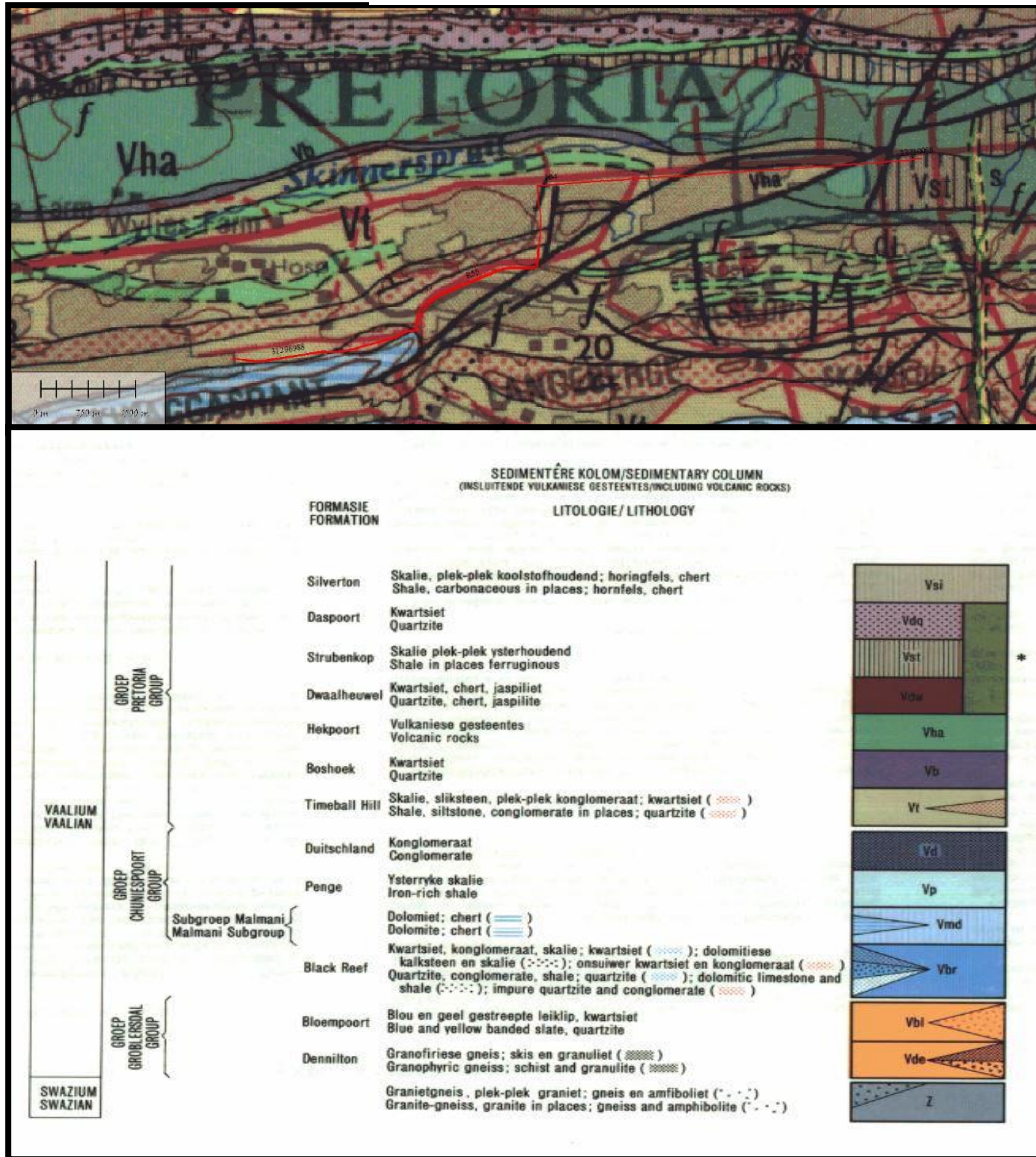 PRETORIA
Vst
f
Vha
Vb
Skinnerspruit
Vha
Vst
s
Farm
Wyllies Farm
Vt
f
Hosp
di
f
20
31296988
LANGEBERGE
SEDIMENTÊRE KOLOM/SEDIMENTARY COLUMN
(INSLUITENDE VULKANIESE GESTEENTES/INCLUDING VOLCANIC ROCKS)
FORMASIE
FORMATION
LITOLOGIE/ LITHOLOGY
Silverton
Skalie, plek-plek koolstofhoudend; horingfels, chert
Shale, carbonaceous in places; hornfels, chert
Vsi
Daspoort
Kwartsiet
Quartzite
Vdq
Strubenkop
Skalie plek-plek ysterhoudend
Shale in places ferruginous
Vst
*
GROEP
PRETORIA
GROUP
Dwaalheuwel
Kwartsiet, chert, jaspiliet
Quartzite, chert, jaspilite
Vdw
Hekpoort
Vulkaniese gesteentes
Volcanic rocks
Vha
Boshoek
Kwartsiet
Quartzite
Vb
VAALIUM
VAALIAN
Timeball Hill
Skalie, sliksteen, plek-plek konglomeraat; kwartsiet ( )
Shale, siltstone, conglomerate in places; quartzite ( )
Vt
Duitschland
Konglomeraat
Conglomerate
Vd
GROEP
CHUNIESPOORT
GROUP
Penge
Ysterryke skalie
Iron-rich shale
Vp
Subgroep Malmani
Malmani Subgroup
Dolomiet; chert ( )
Dolomite; chert ( )
Vmd
Black Reef
Kwartsiet, konglomeraat, skalie; kwartsiet ( ); dolomitiese
kalksteen en skalie ( ); onsuiwer kwartsiet en konglomeraat ( )
Quartzite, conglomerate, shale; quartzite ( ); dolomitic limestone and
shale ( ); impure quartzite and conglomerate ( )
Vbr
GROEP
GROBLERSDAL
GROUP
Bloempoort
Blou en geel gestreepte leiklip, kwartsiet
Blue and yellow banded slate, quartzite
Vbl
Dennilton
Granofiriese gneis; skis en granuliet ( )
Granophyric gneiss; schist and granulite ( )
Vde
SWAZIUM
SWAZIAN
Granietgneis, plek-plek graniet; gneis en amfiboliet ( )
Granite-gneiss, granite in places; gneiss and amphibolite ( )
Z